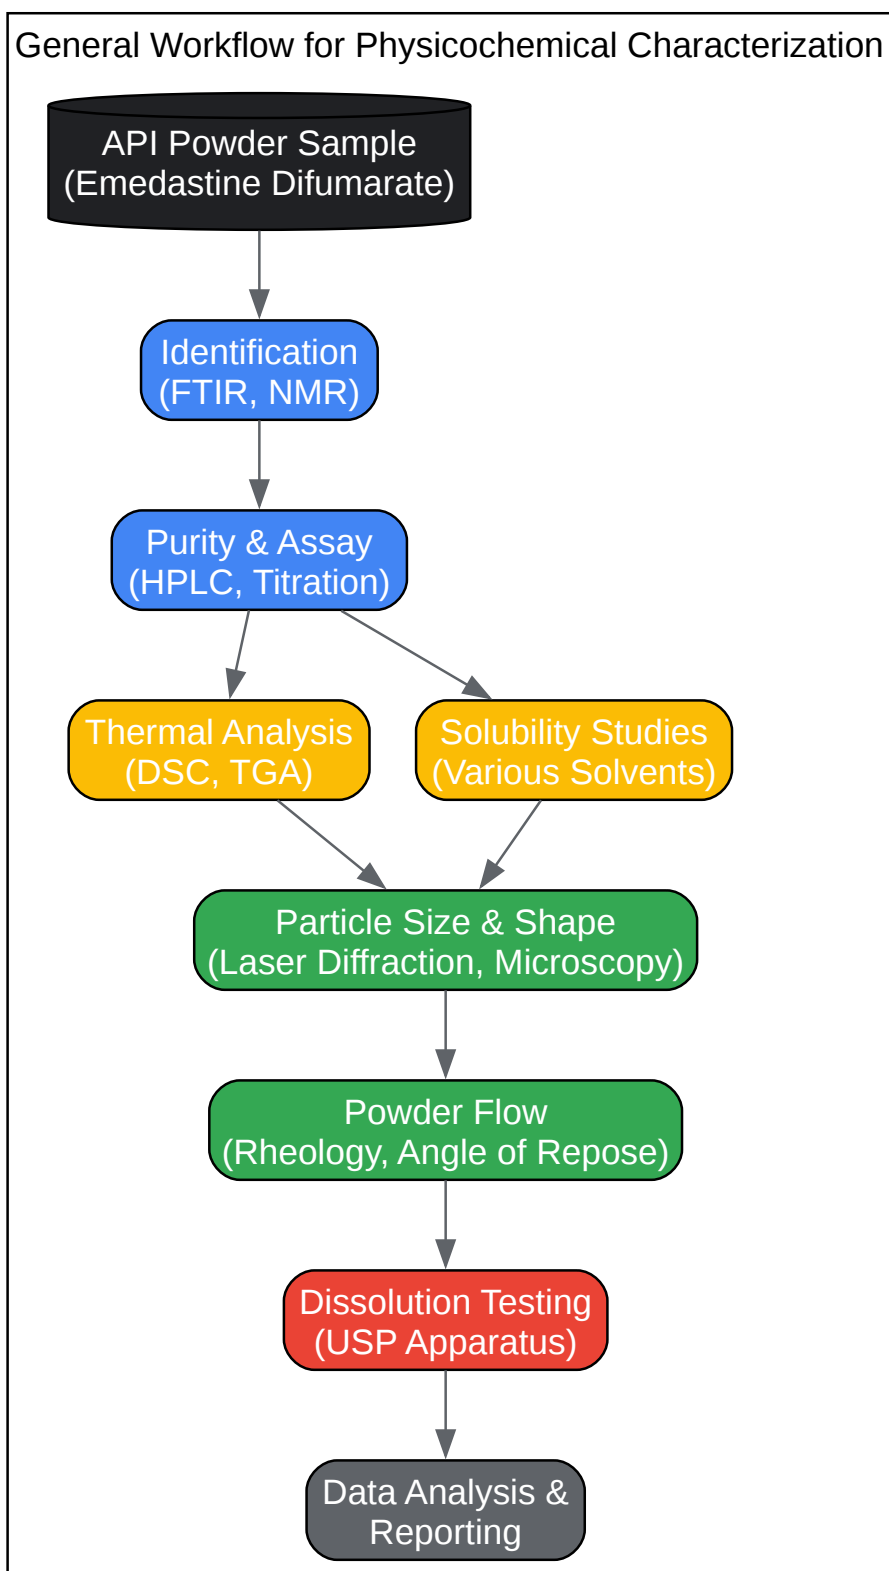 General Workflow for Physicochemical Characterization
API Powder Sample
(Emedastine Difumarate)
Identification
(FTIR, NMR)
Purity & Assay
(HPLC, Titration)
Thermal Analysis
(DSC, TGA)
Solubility Studies
(Various Solvents)
Particle Size & Shape
(Laser Diffraction, Microscopy)
Powder Flow
(Rheology, Angle of Repose)
Dissolution Testing
(USP Apparatus)
Data Analysis &
Reporting